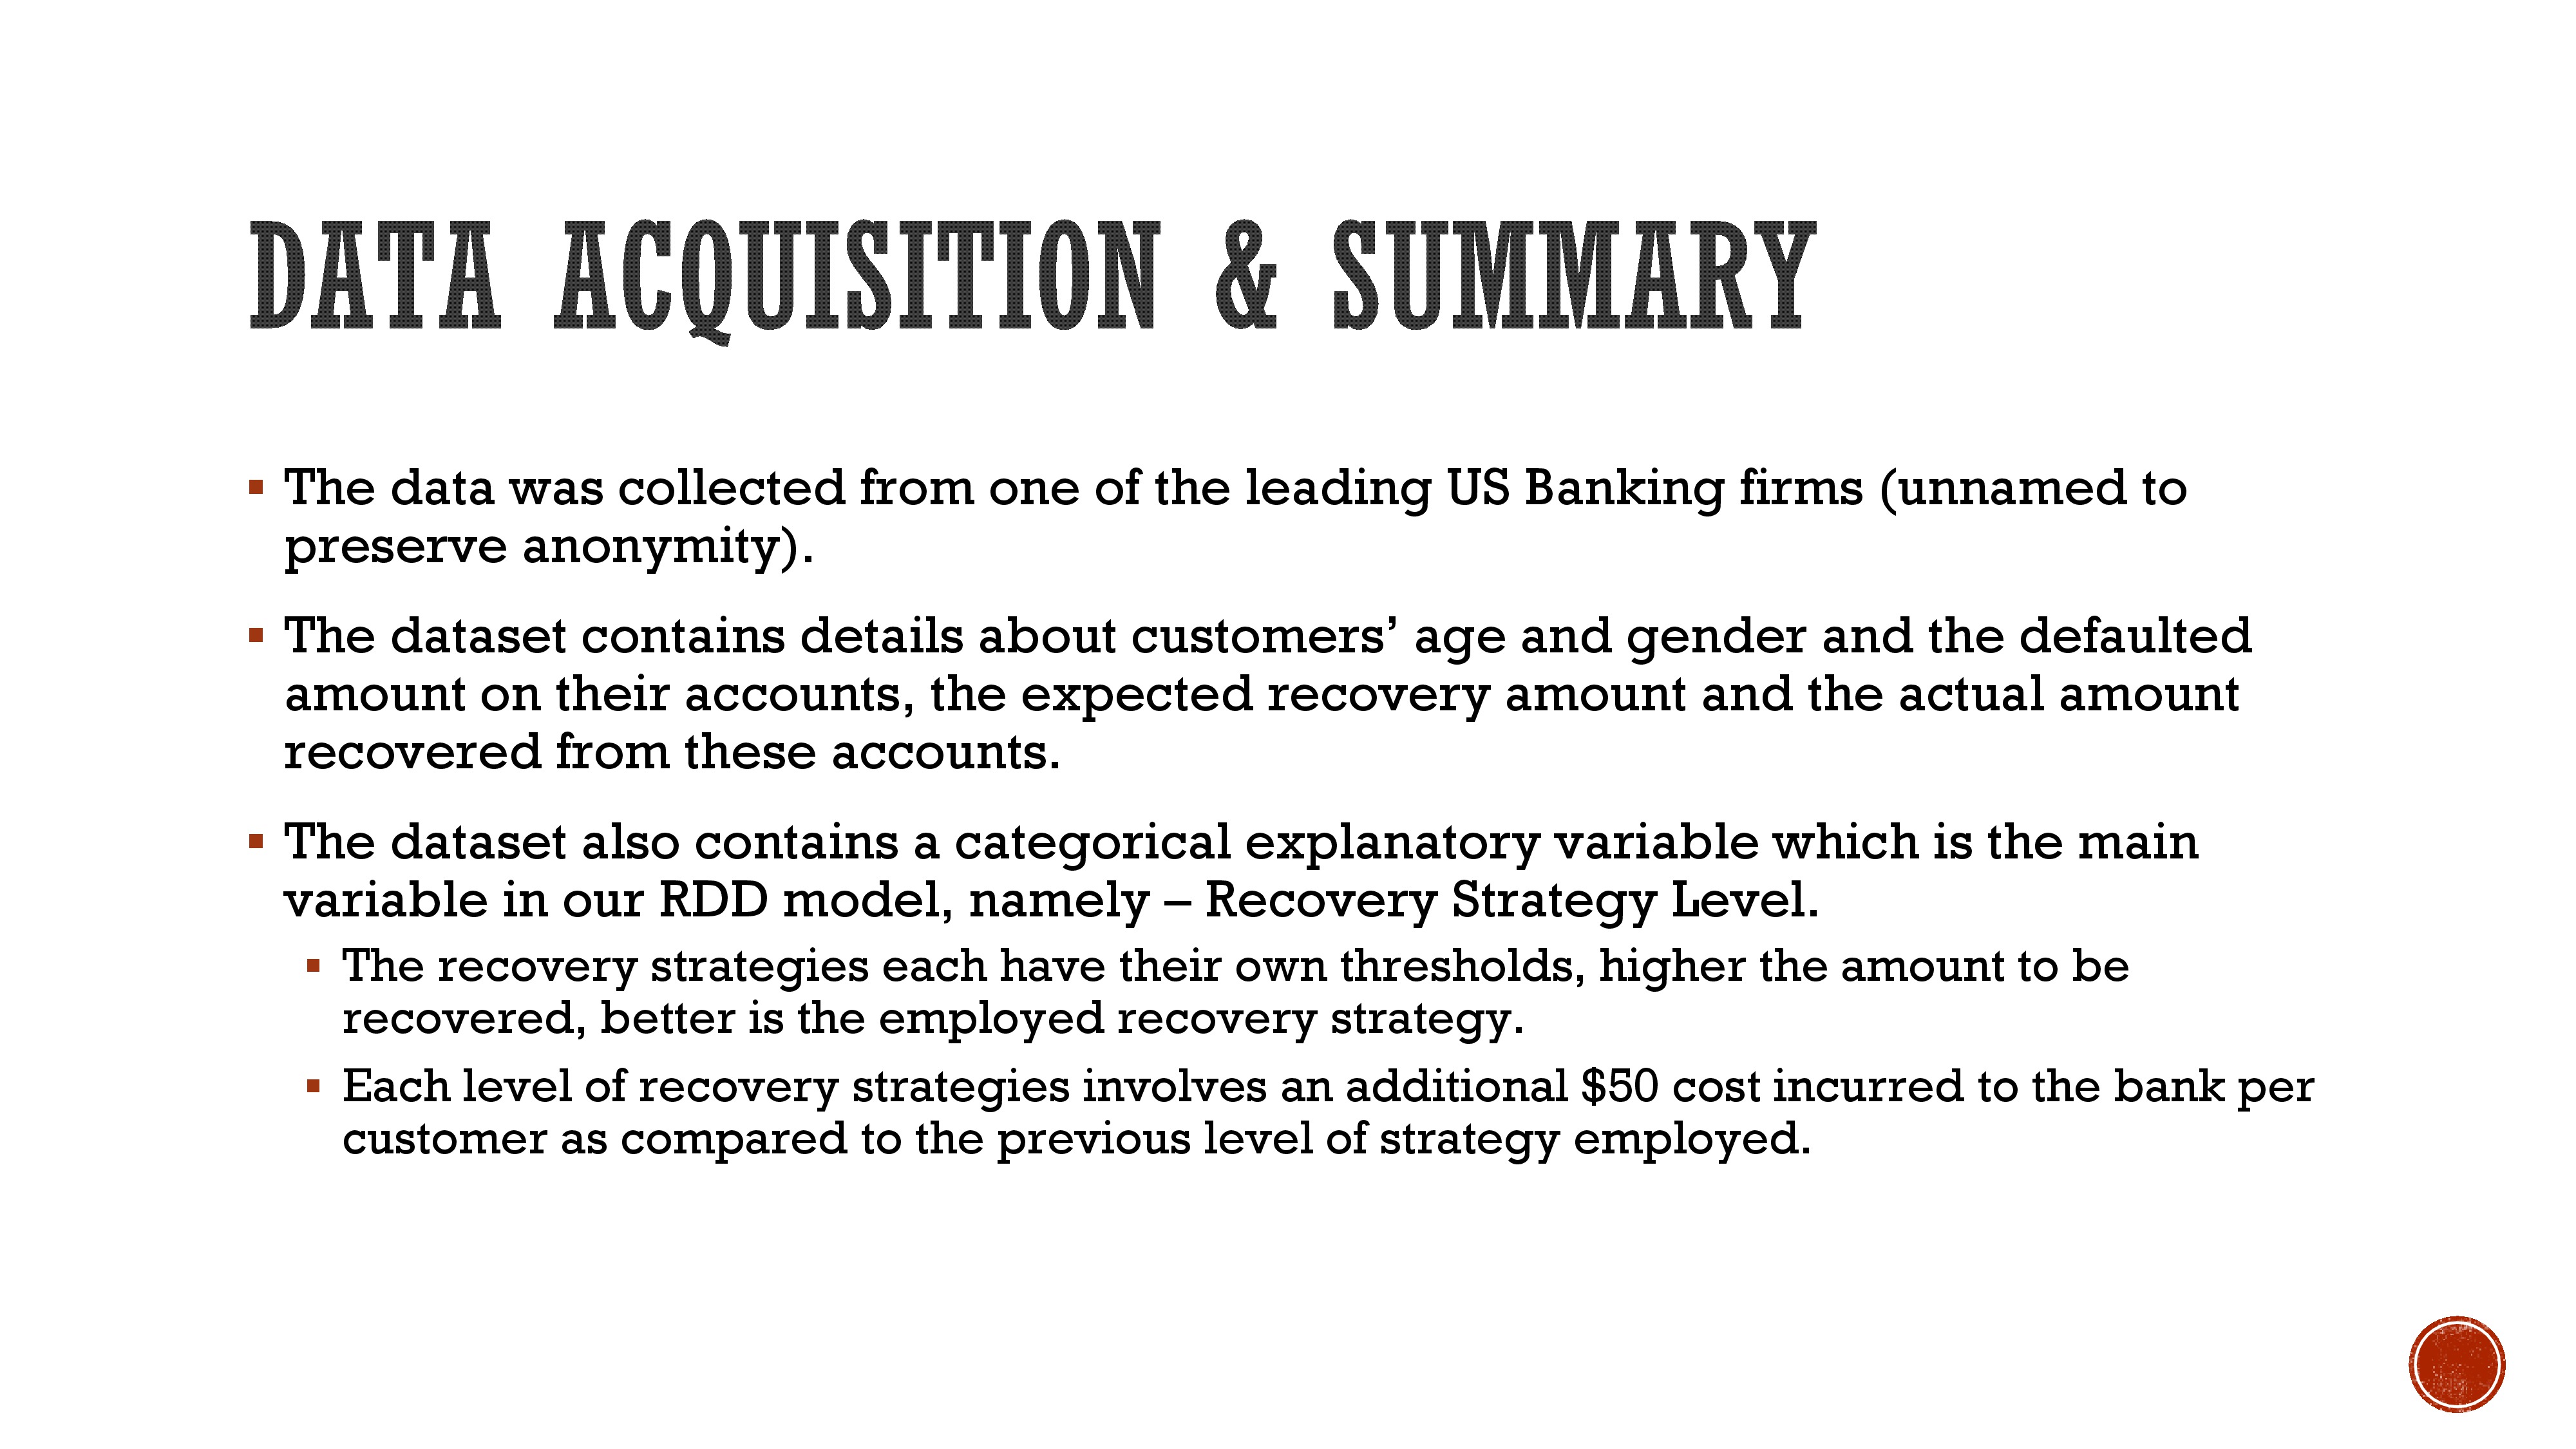 DATA ACQUISITION & SUMMARY
▪ The data was collected from one of the leading US Banking firms (unnamed to
preserve anonymity).
▪ The dataset contains details about customers’ age and gender and the defaulted
amount on their accounts, the expected recovery amount and the actual amount
recovered from these accounts.
▪ The dataset also contains a categorical explanatory variable which is the main
variable in our RDD model, namely – Recovery Strategy Level.
▪ The recovery strategies each have their own thresholds, higher the amount to be
recovered, better is the employed recovery strategy.
▪ Each level of recovery strategies involves an additional $50 cost incurred to the bank per
customer as compared to the previous level of strategy employed.